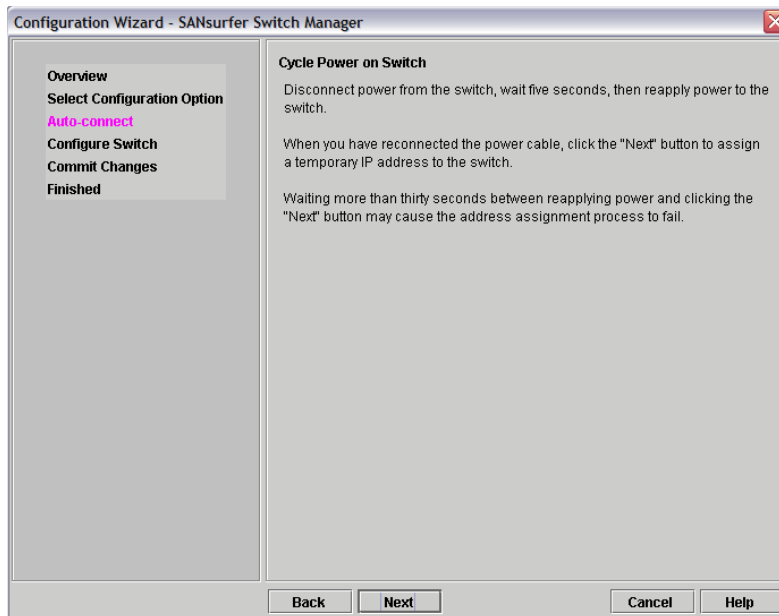 Configuration Wizard - SANsurfer Switch Manager
Overview
Select Configuration Option
Auto-connect
Configure Switch
Commit Changes
Finished
Cycle Power on Switch
Disconnect power from the switch, wait five seconds, then reapply power to the
switch.
When you have reconnected the power cable, click the "Next" button to assign
a temporary IP address to the switch.
Waiting more than thirty seconds between reapplying power and clicking the
"Next" button may cause the address assignment process to fail.
Back
Next
Cancel
Help